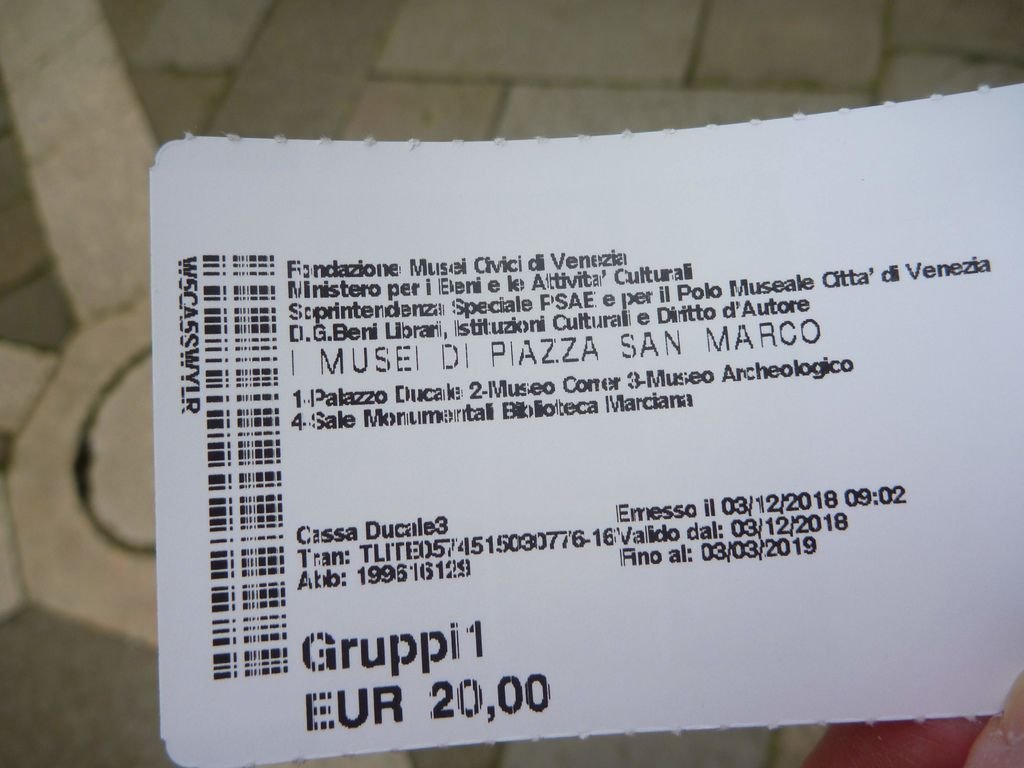 W5CA5SWYLR
Fondazione Musei Civici di Venezia
Ministero per i Beni e le Attivita' Culturali
Soprintendenza Speciale PSAE e per il Polo Museale Citta' di Venezia
D.G.Beni Librari, Istituzioni Culturali e Diritto d'Autore
I MUSEI DI PIAZZA SAN MARCO
1-Palazzo Ducale 2-Museo Correr 3-Museo Archeologico
4-Sale Monumentali Biblioteca Marciana
Cassa Ducale3
Emesso il 03/12/2018 09:02
Tran: TLITE0574515030776-16
Valido dal: 03/12/2018
Abb: 199616129
Fino al: 03/03/2019
Gruppi1
EUR 20,00